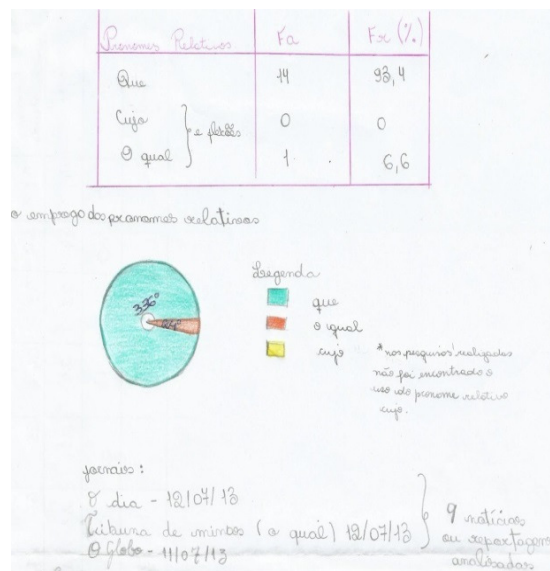 Pronomes Relativos Fa Fr (%)
Que 14 93,4
Cujo 0 0
e flexões
O qual 1 6,6
o emprego dos pronomes relativos
336°
Legenda
que
o qual
cujo
*nas pesquisas realizadas
não foi encontrado o
uso do pronome relativo
cujo.
jornais:
O dia - 12/07/13
Tribuna de minas (o qual) 12/07/13
O Globo - 11/07/13
9 notícias
ou reportagens
analisadas